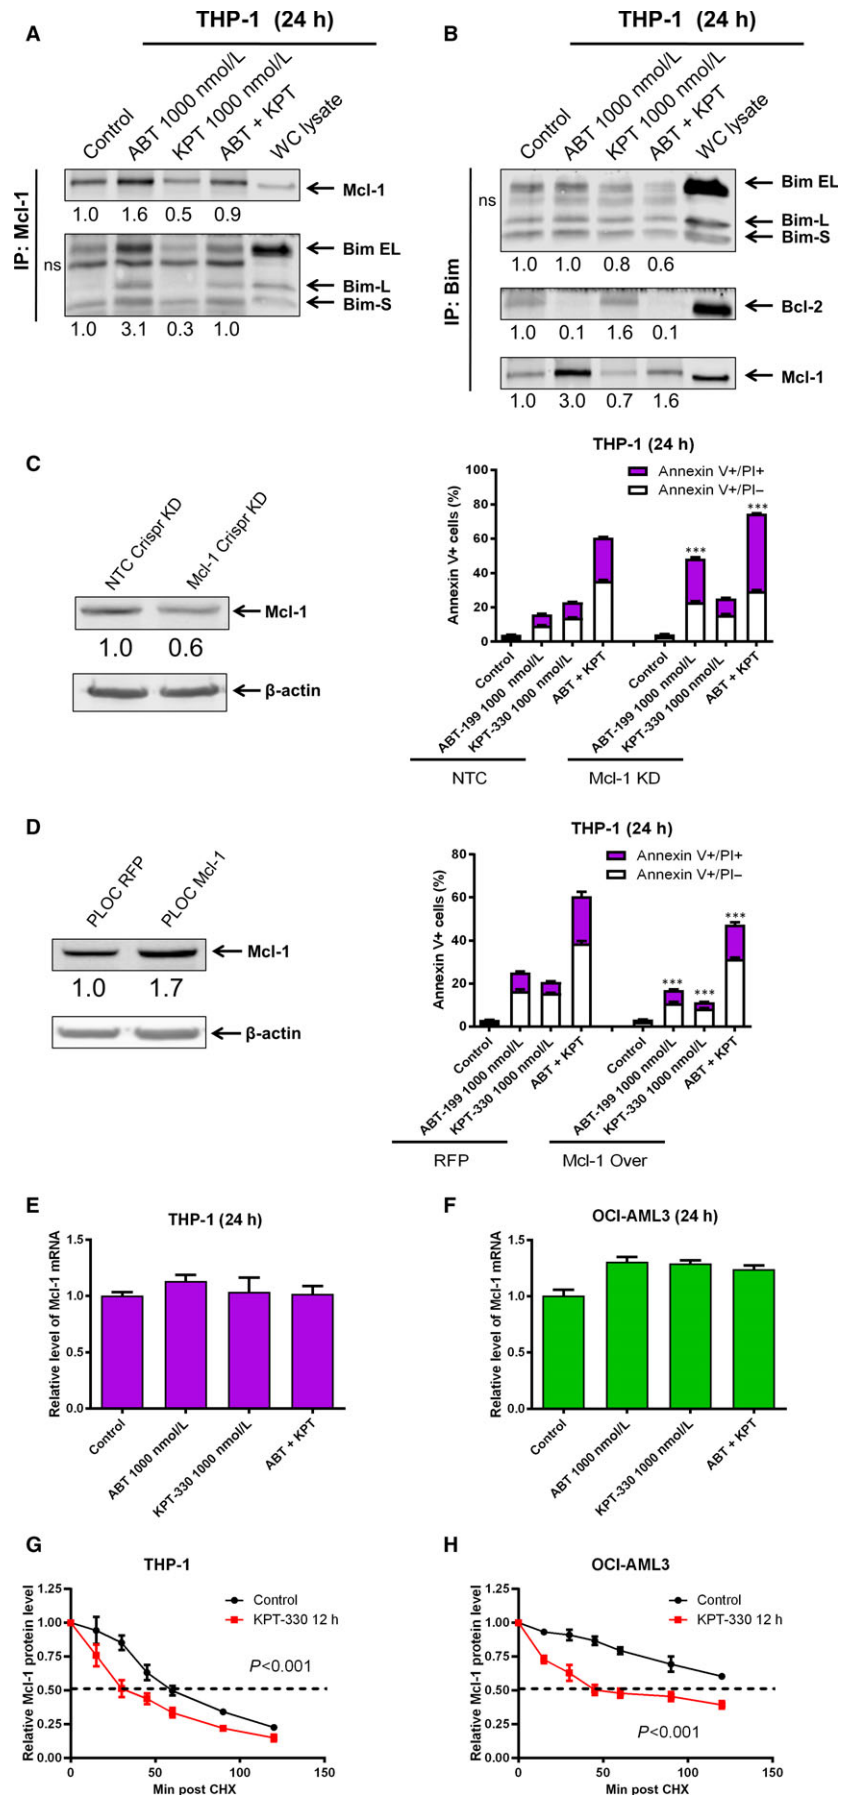 A
THP-1 (24 h)
Control
ABT 1000 nmol/L
KPT 1000 nmol/L
ABT + KPT
WC lysate
IP: Mcl-1
Mcl-1
1.0 1.6 0.5 0.9
ns
Bim EL
Bim-L
Bim-S
1.0 3.1 0.3 1.0
B
THP-1 (24 h)
Control
ABT 1000 nmol/L
KPT 1000 nmol/L
ABT + KPT
WC lysate
IP: Bim
ns
Bim EL
Bim-L
Bim-S
1.0 1.0 0.8 0.6
Bcl-2
1.0 0.1 1.6 0.1
Mcl-1
1.0 3.0 0.7 1.6
C
NTC Crispr KD
Mcl-1 Crispr KD
Mcl-1
1.0 0.6
β-actin
THP-1 (24 h)
Annexin V+/PI+
Annexin V+/PI–
Annexin V+ cells (%)
100
80
60
40
20
0
*** ***
Control
ABT-199 1000 nmol/L
KPT-330 1000 nmol/L
ABT + KPT
Control
ABT-199 1000 nmol/L
KPT-330 1000 nmol/L
ABT + KPT
NTC
Mcl-1 KD
D
PLOC RFP
PLOC Mcl-1
Mcl-1
1.0 1.7
β-actin
THP-1 (24 h)
Annexin V+/PI+
Annexin V+/PI–
Annexin V+ cells (%)
80
60
40
20
0
*** *** ***
Control
ABT-199 1000 nmol/L
KPT-330 1000 nmol/L
ABT + KPT
Control
ABT-199 1000 nmol/L
KPT-330 1000 nmol/L
ABT + KPT
RFP
Mcl-1 Over
E
THP-1 (24 h)
Relative level of Mcl-1 mRNA
1.5
1.0
0.5
0.0
Control
ABT 1000 nmol/L
KPT-330 1000 nmol/L
ABT + KPT
F
OCI-AML3 (24 h)
Relative level of Mcl-1 mRNA
1.5
1.0
0.5
0.0
Control
ABT 1000 nmol/L
KPT-330 1000 nmol/L
ABT + KPT
G
THP-1
Relative Mcl-1 protein level
1.25
1.00
0.75
0.50
0.25
0.00
Control
KPT-330 12 h
P<0.001
0 50 100 150
Min post CHX
H
OCI-AML3
Relative Mcl-1 protein level
1.25
1.00
0.75
0.50
0.25
0.00
Control
KPT-330 12 h
P<0.001
0 50 100 150
Min post CHX